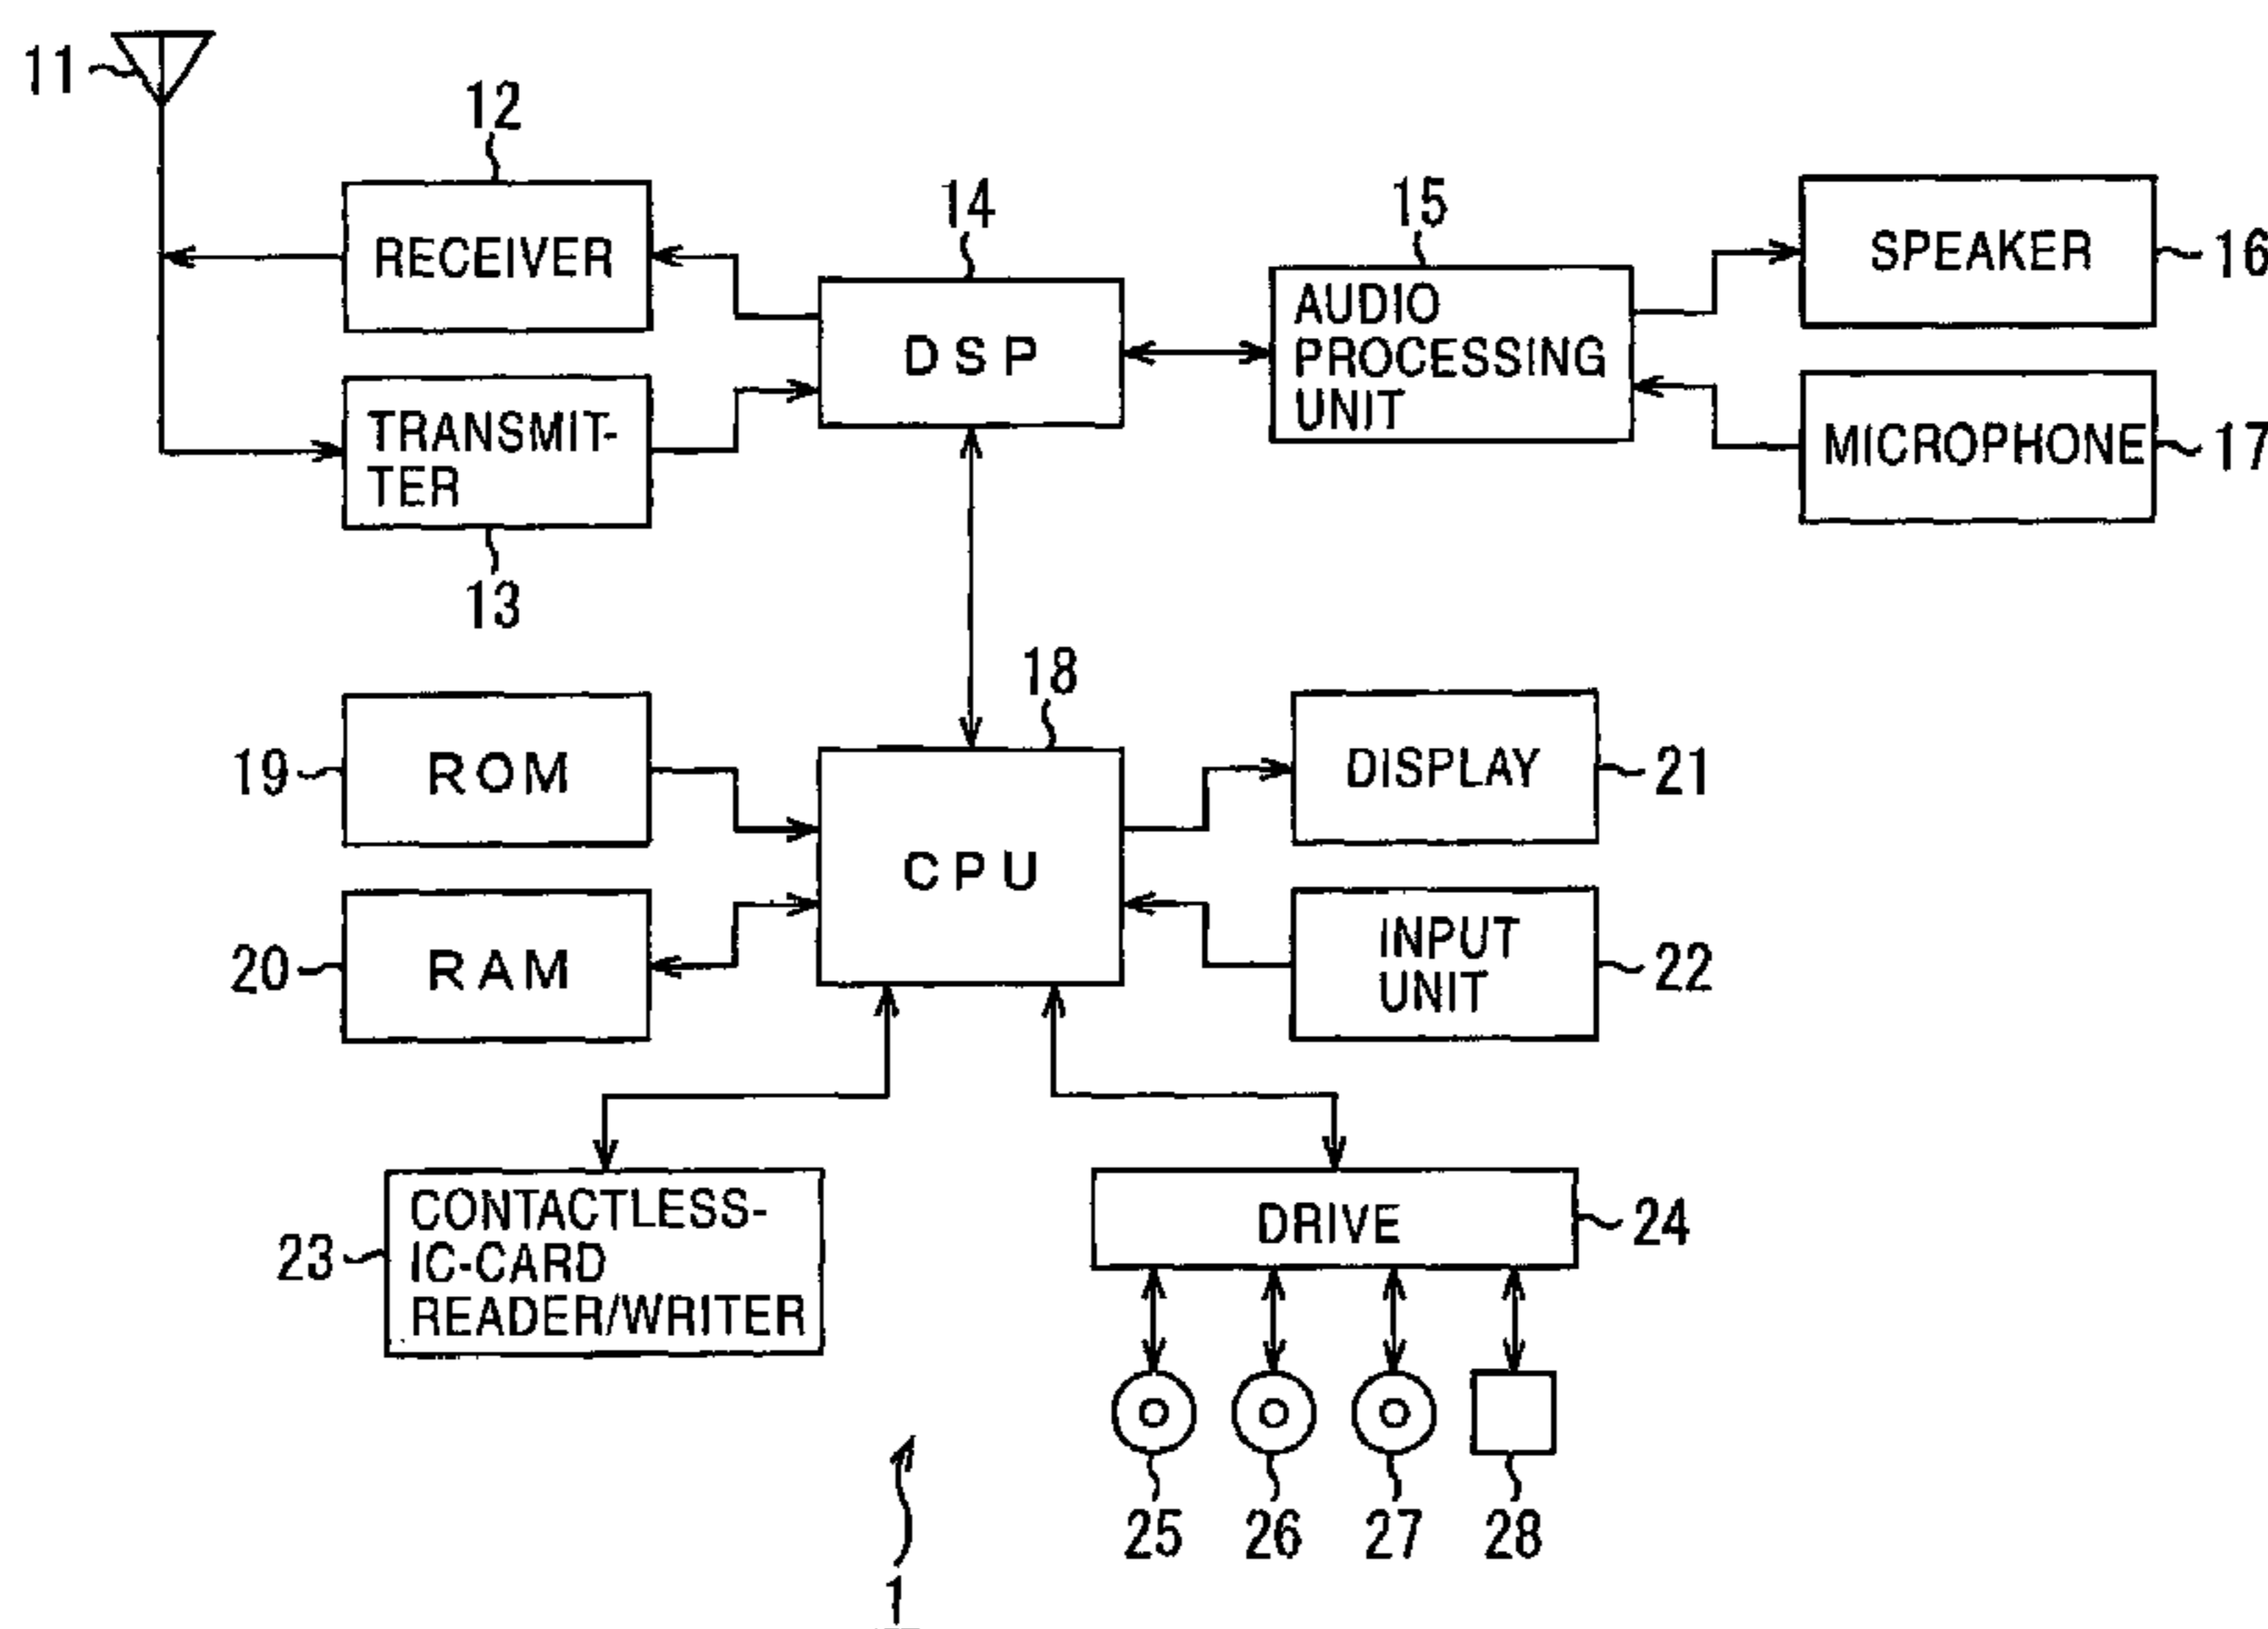 11
12
RECEIVER
14
DSP
15
AUDIO
PROCESSING
UNIT
SPEAKER
16
TRANSMIT-
TER
13
MICROPHONE
17
18
CPU
19
ROM
20
RAM
DISPLAY
21
INPUT
UNIT
22
23
CONTACTLESS-
IC-CARD
READER/WRITER
DRIVE
24
25
26
27
28
1